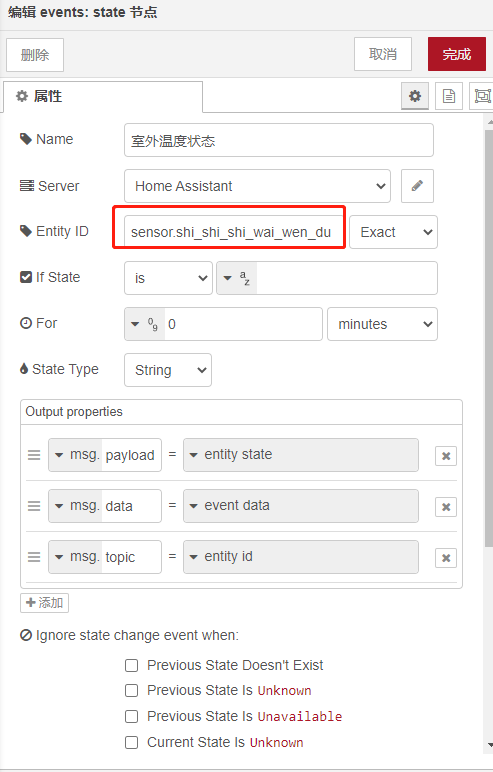 编辑 events: state 节点
删除 取消 完成
属性
Name 室外温度状态
Server Home Assistant
Entity ID sensor.shi_shi_shi_wai_wen_du Exact
If State is a z
For 0 9 0 minutes
State Type String
Output properties
msg. payload = entity state
msg. data = event data
msg. topic = entity id
+ 添加
Ignore state change event when:
Previous State Doesn't Exist
Previous State Is Unknown
Previous State Is Unavailable
Current State Is Unknown